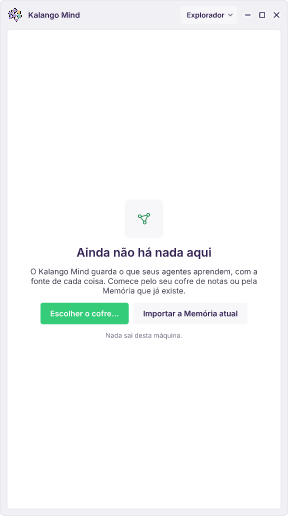 Kalango Mind
Explorador
Ainda não há nada aqui
O Kalango Mind guarda o que seus agentes aprendem, com a
fonte de cada coisa. Comece pelo seu cofre de notas ou pela
Memória que já existe.
Escolher o cofre...
Importar a Memória atual
Nada sai desta máquina.